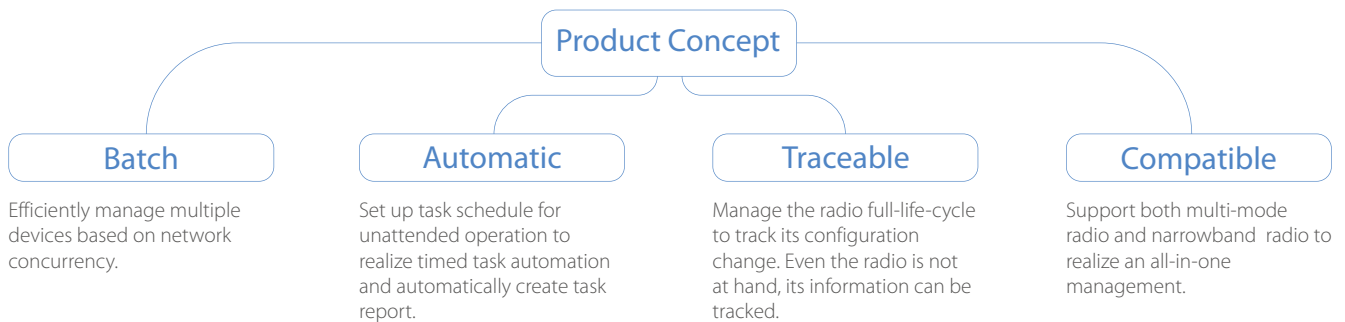 Product Concept
Batch
Efficiently manage multiple
devices based on network
concurrency.
Automatic
Set up task schedule for
unattended operation to
realize timed task automation
and automatically create task
report.
Traceable
Manage the radio full-life-cycle
to track its configuration
change. Even the radio is not
at hand, its information can be
tracked.
Compatible
Support both multi-mode
radio and narrowband radio to
realize an all-in-one
management.